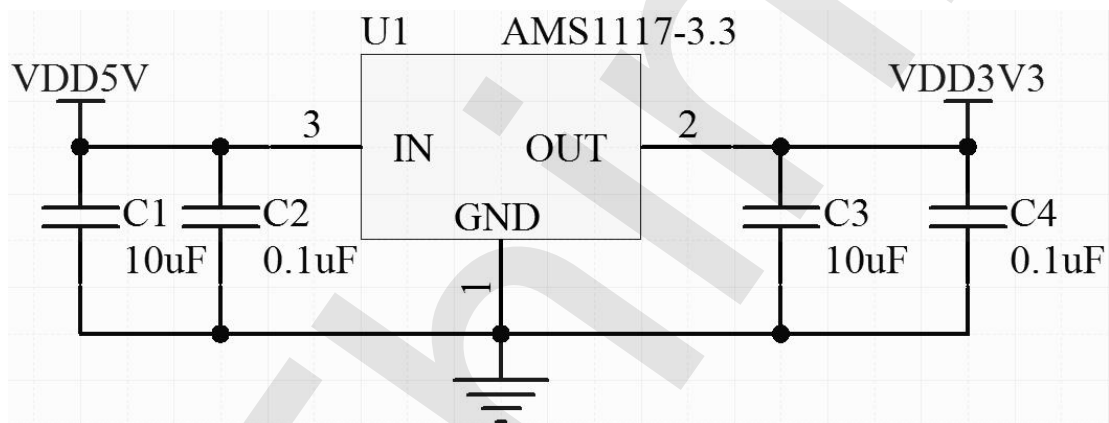 U1 AMS1117-3.3
VDD5V VDD3V3
3 2
IN OUT
C1 C2 GND C3 C4
10uF 0.1uF 10uF 0.1uF
1